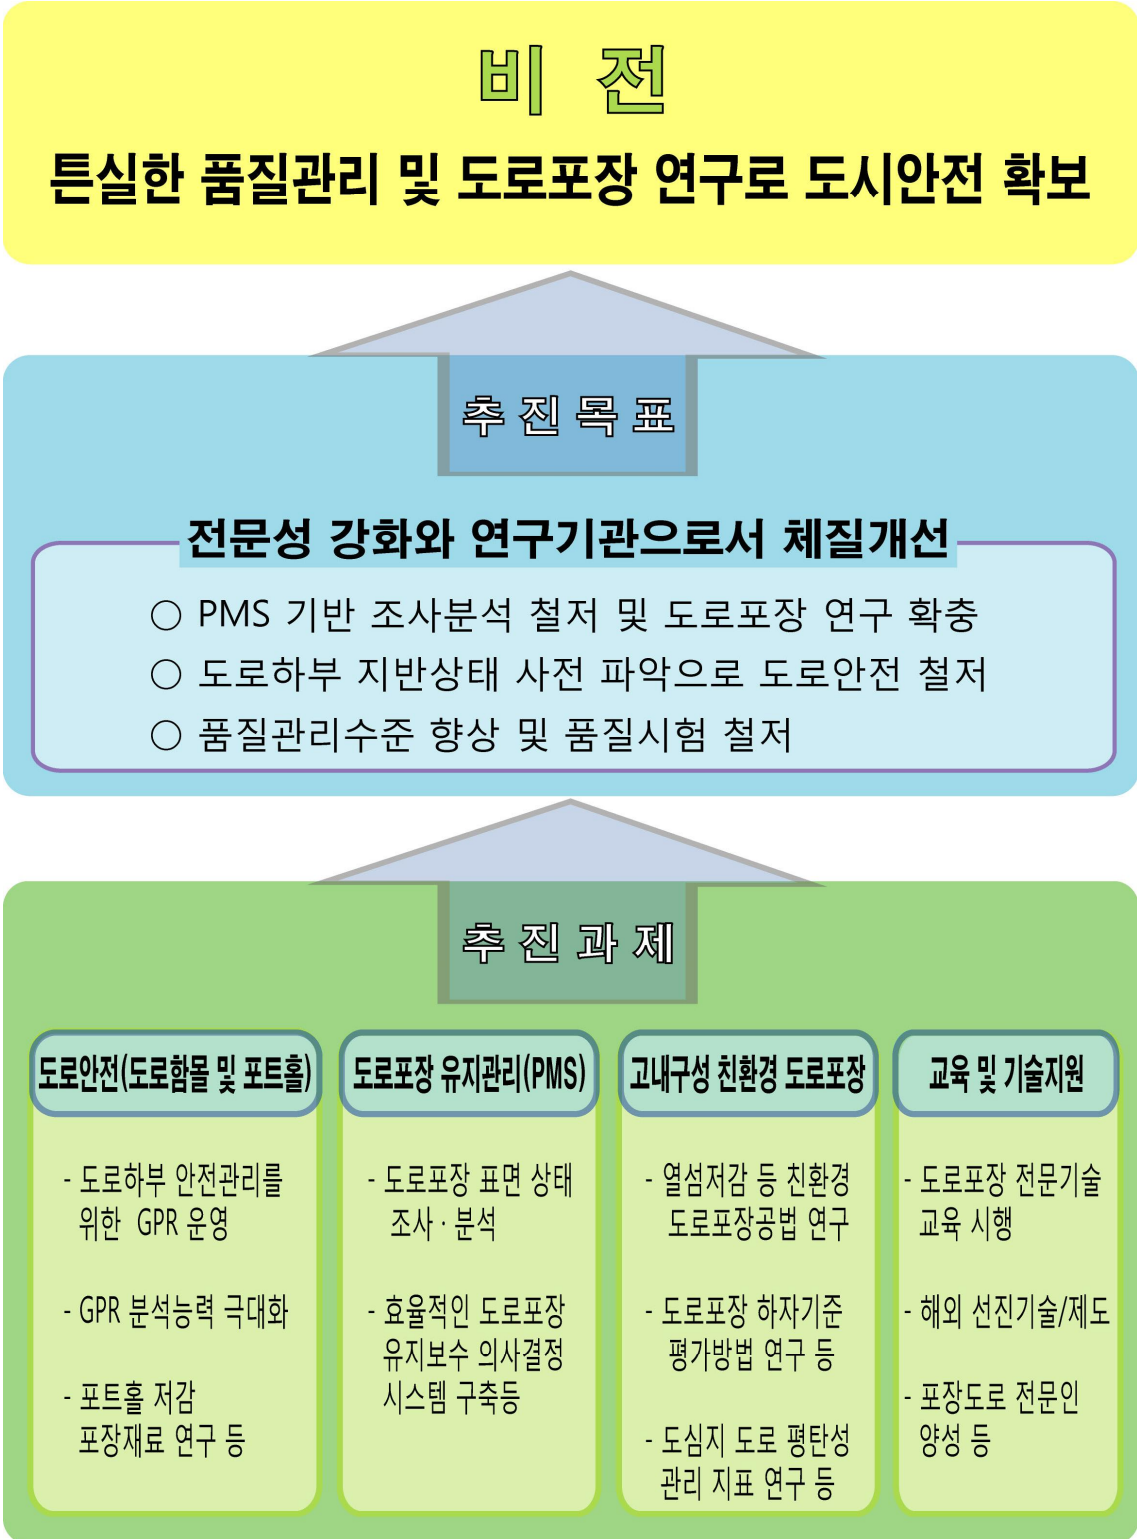 비 전
튼실한 품질관리 및 도로포장 연구로 도시안전 확보
추진목표
전문성 강화와 연구기관으로서 체질개선
○ PMS 기반 조사분석 철저 및 도로포장 연구 확충
○ 도로하부 지반상태 사전 파악으로 도로안전 철저
○ 품질관리수준 향상 및 품질시험 철저
추진과제
도로안전(도로함몰 및 포트홀)
- 도로하부 안전관리를
위한 GPR 운영
- GPR 분석능력 극대화
- 포트홀 저감
포장재료 연구 등
도로포장 유지관리(PMS)
- 도로포장 표면 상태
조사·분석
- 효율적인 도로포장
유지보수 의사결정
시스템 구축등
고내구성 친환경 도로포장
- 열섬저감 등 친환경
도로포장공법 연구
- 도로포장 하자기준
평가방법 연구 등
- 도심지 도로 평탄성
관리 지표 연구 등
교육 및 기술지원
- 도로포장 전문기술
교육 시행
- 해외 선진기술/제도
- 포장도로 전문인
양성 등